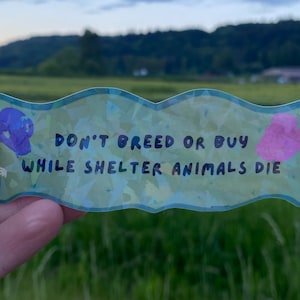 DON'T BREED OR BUY
WHILE SHELTER ANIMALS DIE